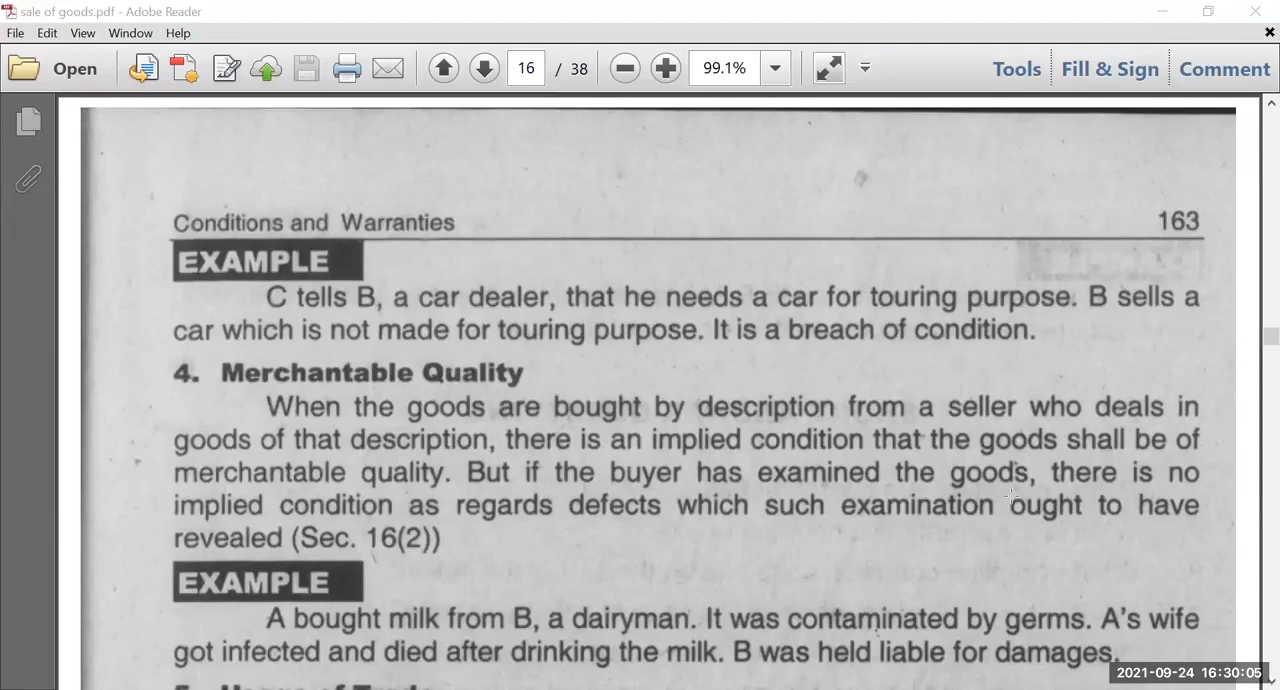 sale of goods.pdf - Adobe Reader
File Edit View Window Help
Open 16 / 38 99.1% Tools Fill & Sign Comment
Conditions and Warranties 163
EXAMPLE
C tells B, a car dealer, that he needs a car for touring purpose. B sells a
car which is not made for touring purpose. It is a breach of condition.
4. Merchantable Quality
When the goods are bought by description from a seller who deals in
goods of that description, there is an implied condition that the goods shall be of
merchantable quality. But if the buyer has examined the goods, there is no
implied condition as regards defects which such examination ought to have
revealed (Sec. 16(2))
EXAMPLE
A bought milk from B, a dairyman. It was contaminated by germs. A's wife
got infected and died after drinking the milk. B was held liable for damages.
5. Usage of Trade
2021-09-24 16:30:05